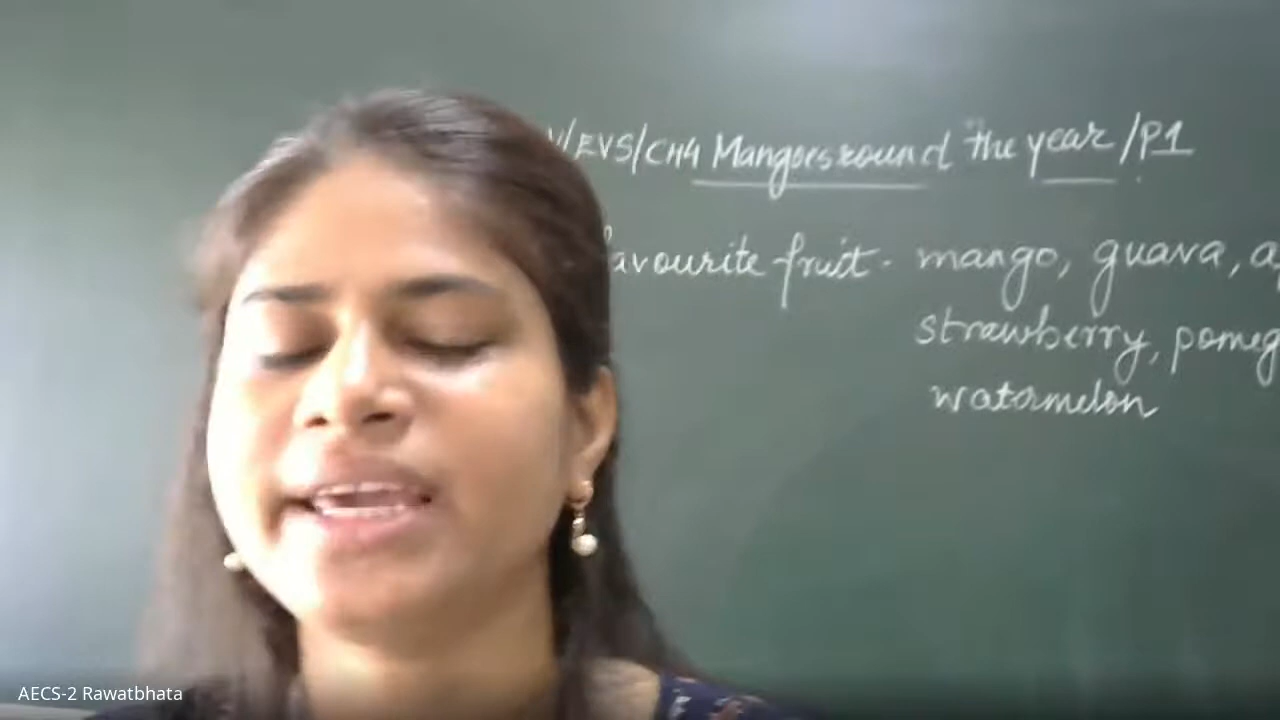 V/EVS/CH4 Mangoes round the year /P1
favourite fruit - mango, guava,
strawberry,
watermelon
AECS-2 Rawatbhata